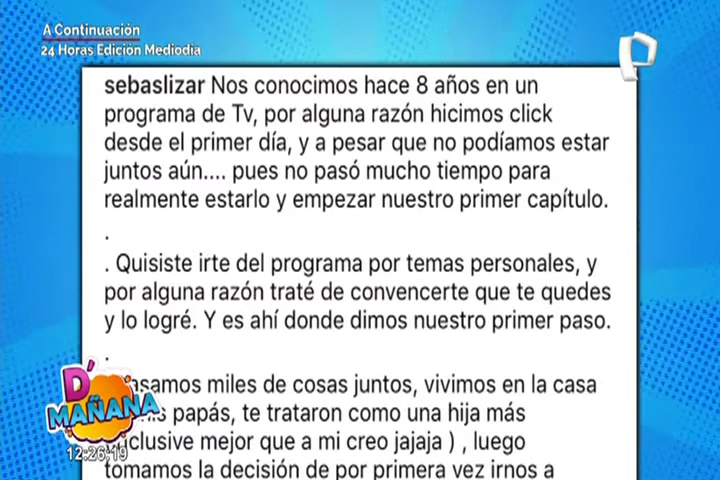 A Continuación
24 Horas Edición Mediodia
sebaslizar Nos conocimos hace 8 años en un
programa de Tv, por alguna razón hicimos click
desde el primer día, y a pesar que no podíamos estar
juntos aún.... pues no pasó mucho tiempo para
realmente estarlo y empezar nuestro primer capítulo.
.
. Quisiste irte del programa por temas personales, y
por alguna razón traté de convencerte que te quedes
y lo logré. Y es ahí donde dimos nuestro primer paso.
.
miles de cosas juntos, vivimos en la casa
papás, te trataron como una hija más
mejor que a mi creo jajaja ) , luego
tomamos la decisión de por primera vez irnos a
D' MAÑANA
12:26:19